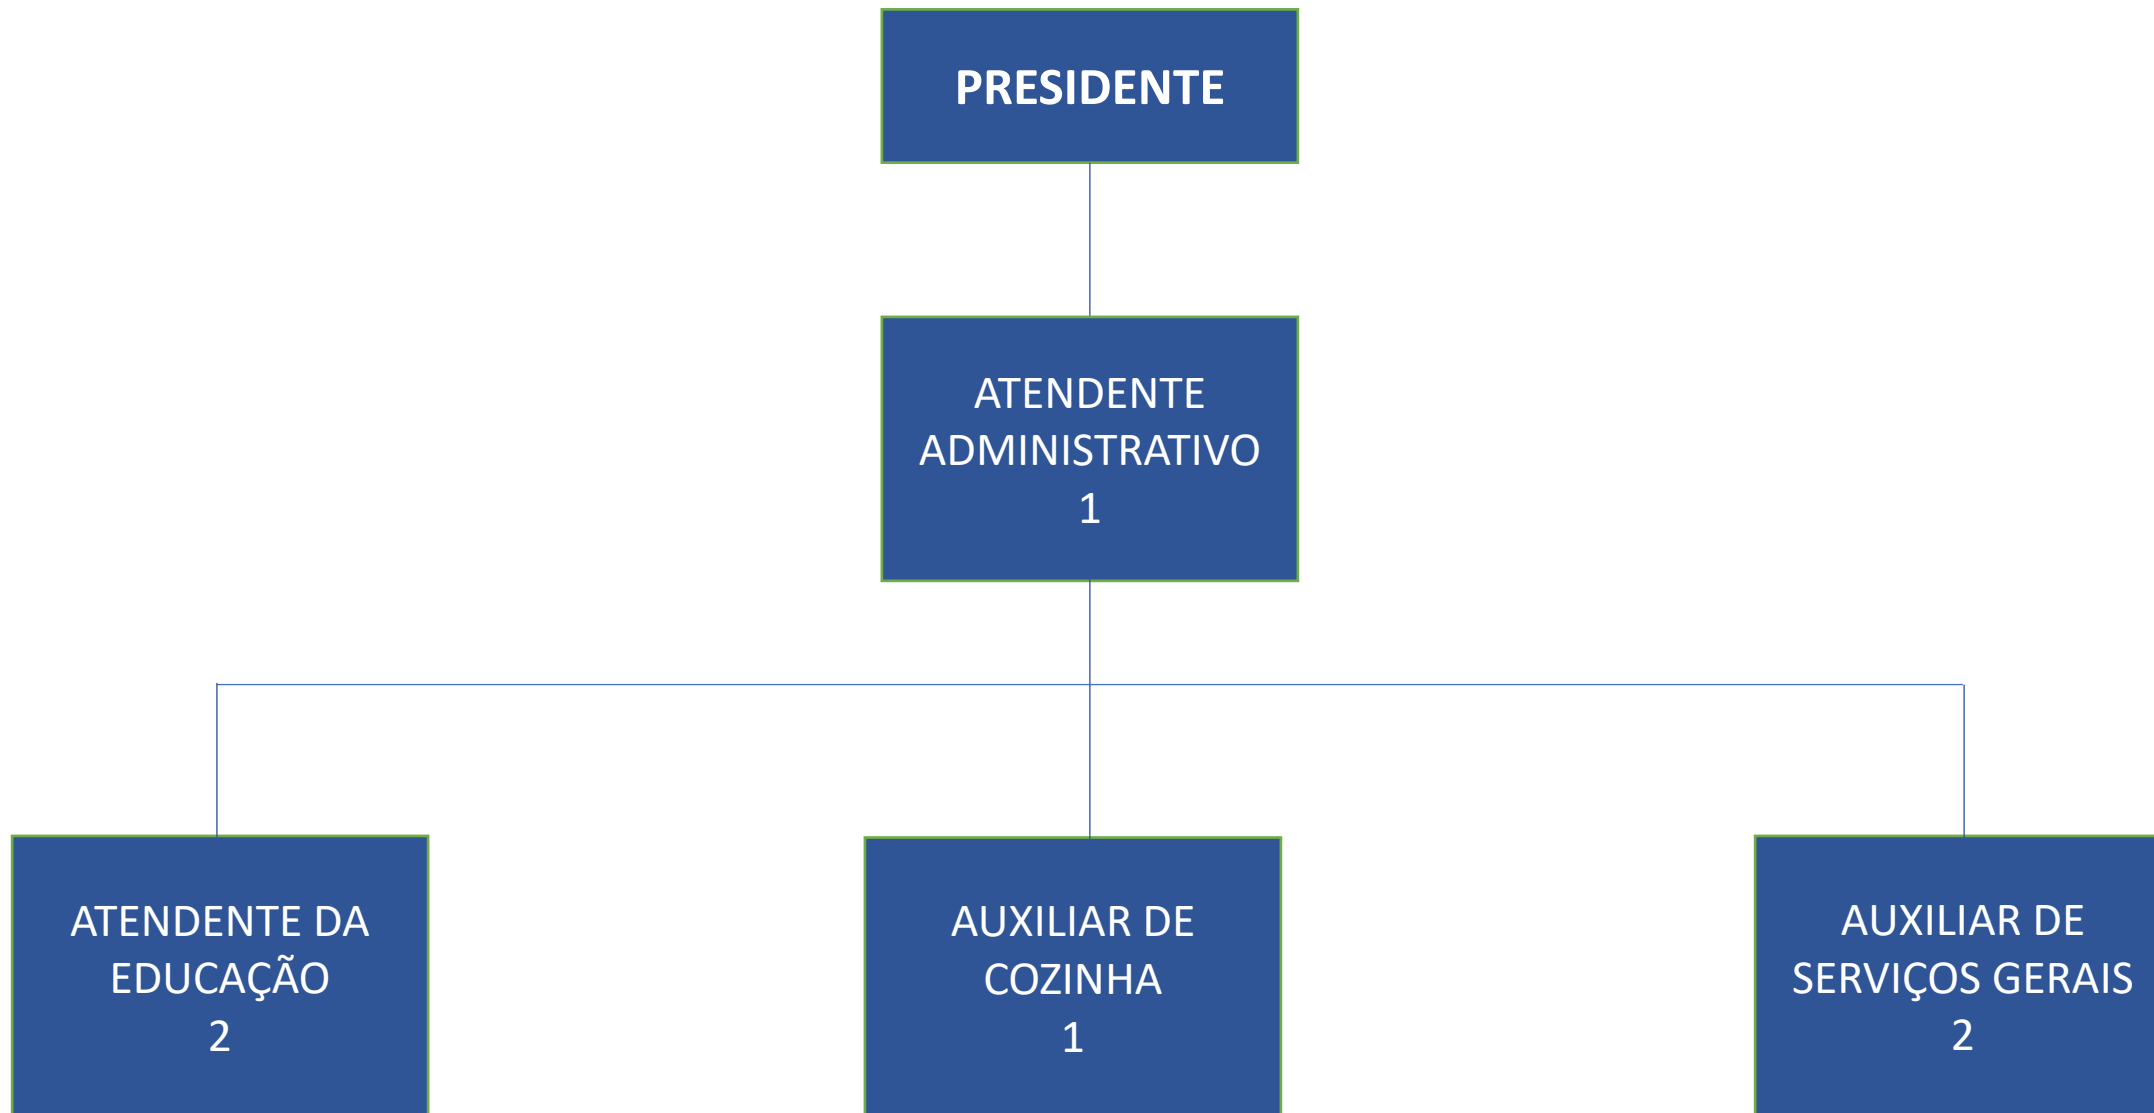 PRESIDENTE
ATENDENTE
ADMINISTRATIVO
1
ATENDENTE DA
EDUCAÇÃO
2
AUXILIAR DE
COZINHA
1
AUXILIAR DE
SERVIÇOS GERAIS
2